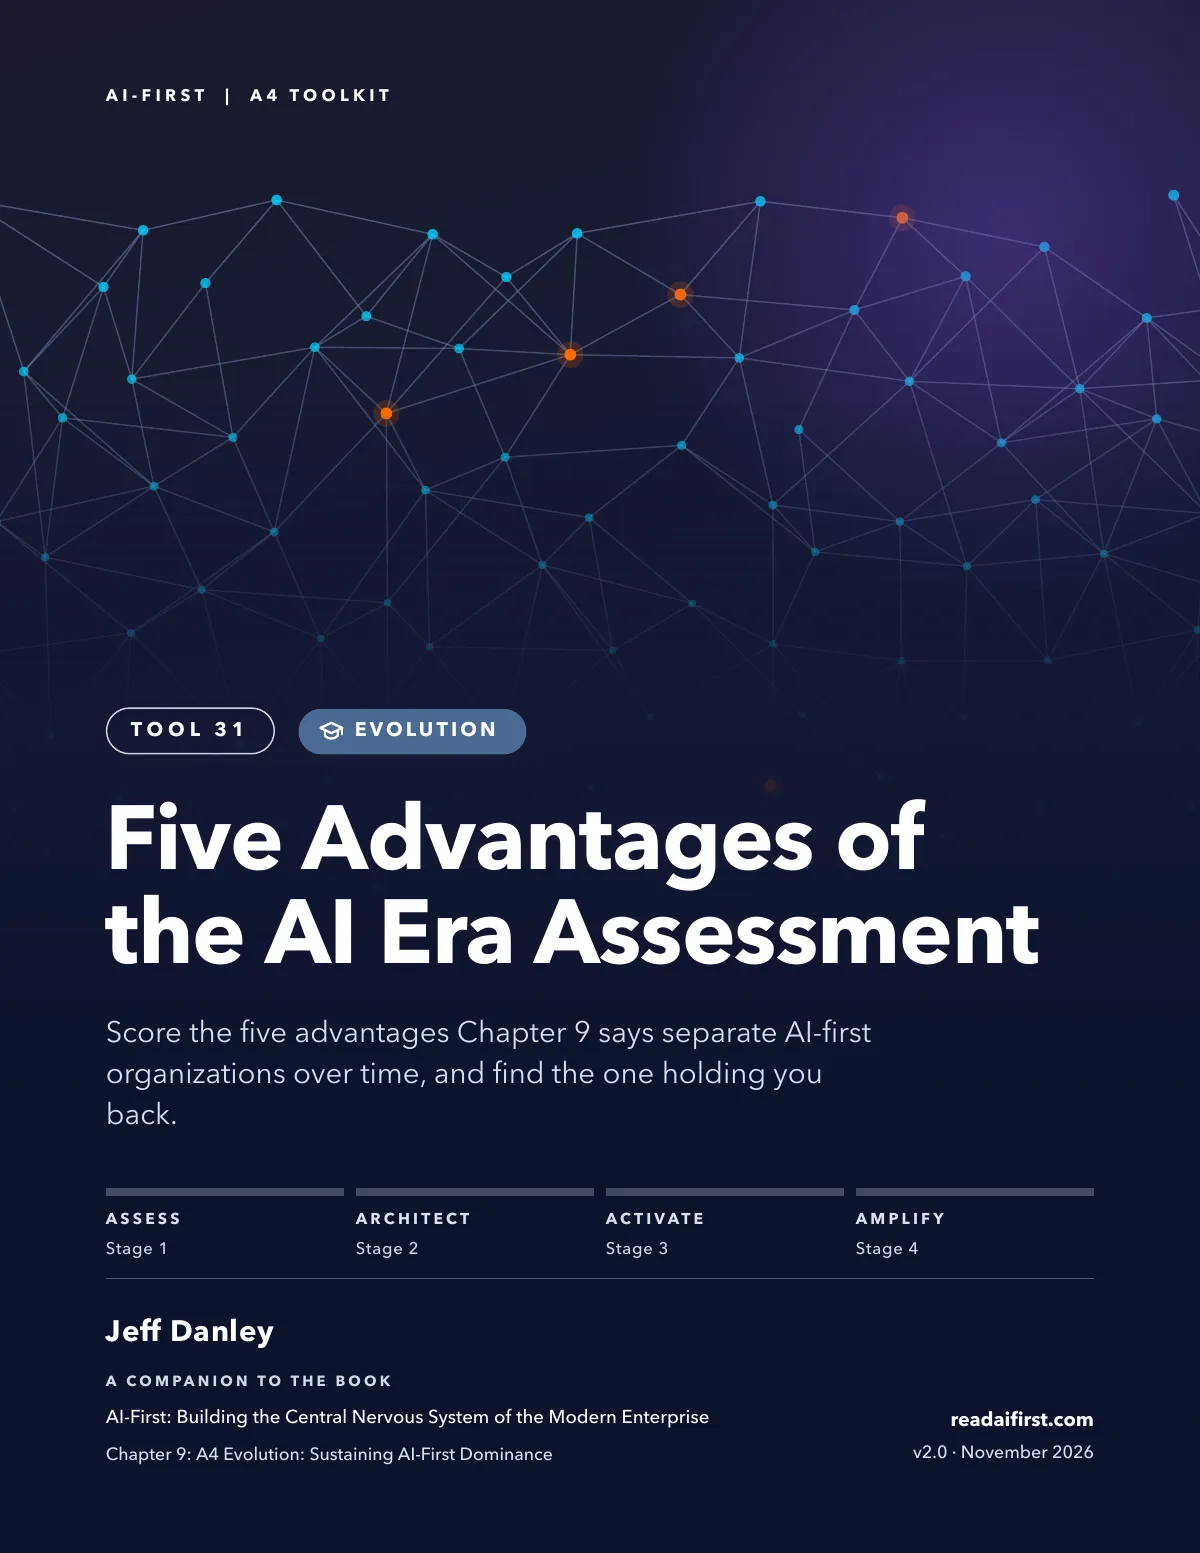 AI-FIRST | A4 TOOLKIT
TOOL 31
EVOLUTION
Five Advantages of
the AI Era Assessment
Score the five advantages Chapter 9 says separate AI-first
organizations over time, and find the one holding you
back.
ASSESS
Stage 1
ARCHITECT
Stage 2
ACTIVATE
Stage 3
AMPLIFY
Stage 4
Jeff Danley
A COMPANION TO THE BOOK
AI-First: Building the Central Nervous System of the Modern Enterprise
Chapter 9: A4 Evolution: Sustaining AI-First Dominance
readaifirst.com
v2.0 · November 2026